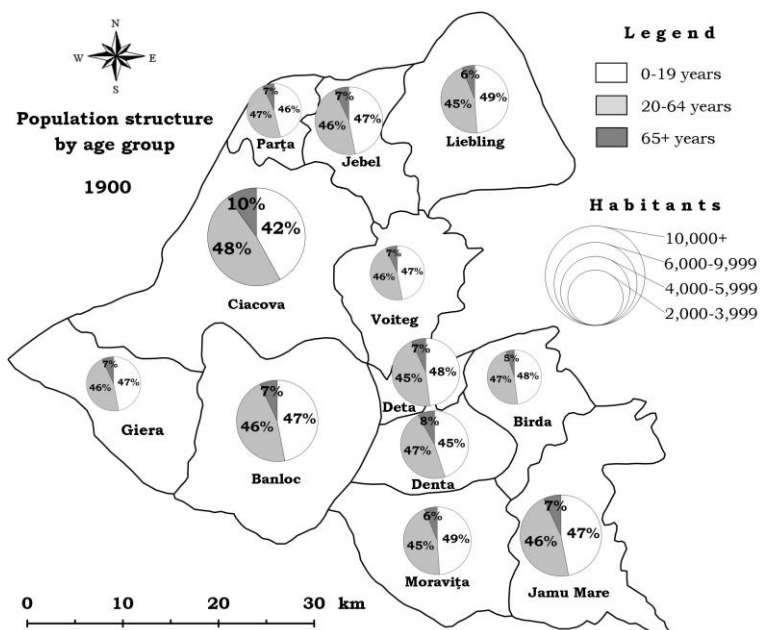 N
W E
S
Population structure
by age group
1900
Legend
0-19 years
20-64 years
65+ years
Habitants
10,000+
6,000-9,999
4,000-5,999
2,000-3,999
7%
47% 46%
Parţa
7%
46% 47%
Jebel
6%
45% 49%
Liebling
10%
42%
48%
Ciacova
7%
46% 47%
Voiteg
7%
46% 47%
Giera
7%
46% 47%
Banloc
7%
45% 48%
Deta
5%
47% 48%
Birda
8%
47% 45%
Denta
6%
45% 49%
Moraviţa
7%
46% 47%
Jamu Mare
0 10 20 30 km